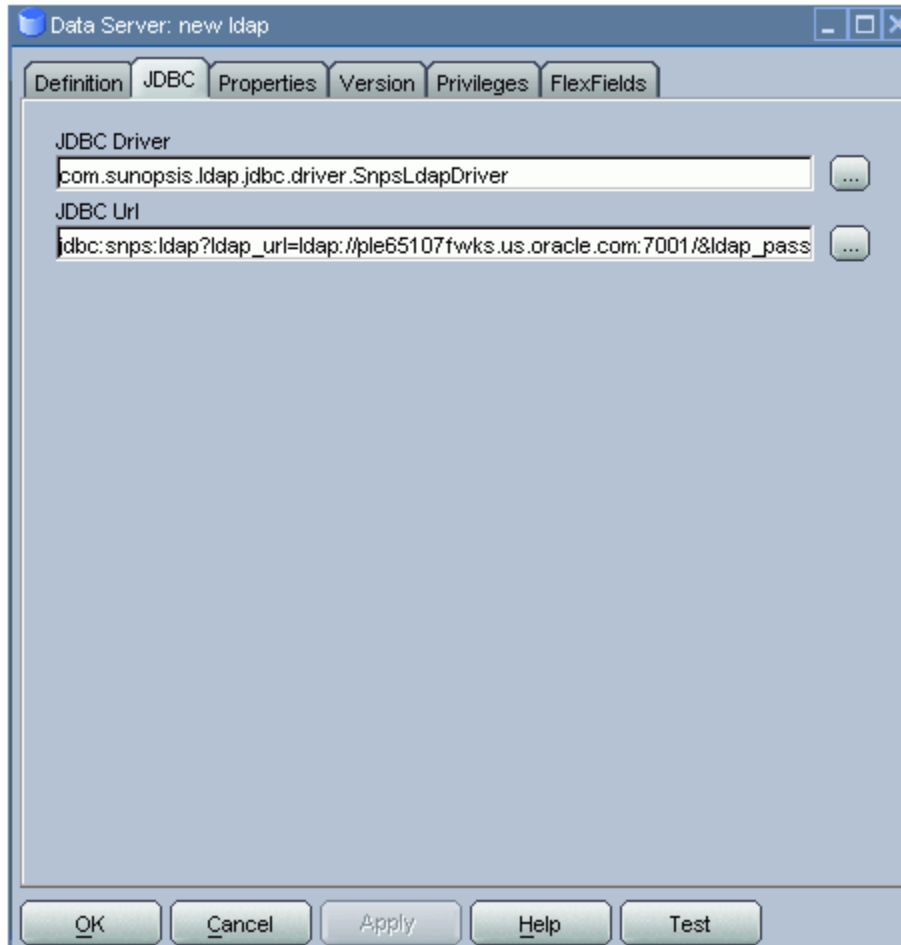 Data Server: new ldap
Definition JDBC Properties Version Privileges FlexFields
JDBC Driver
com.sunopsis.ldap.jdbc.driver.SnpsLdapDriver ...
JDBC Url
jdbc:snps:ldap?ldap_url=ldap://ple65107fwks.us.oracle.com:7001/&ldap_pass ...
OK Cancel Apply Help Test